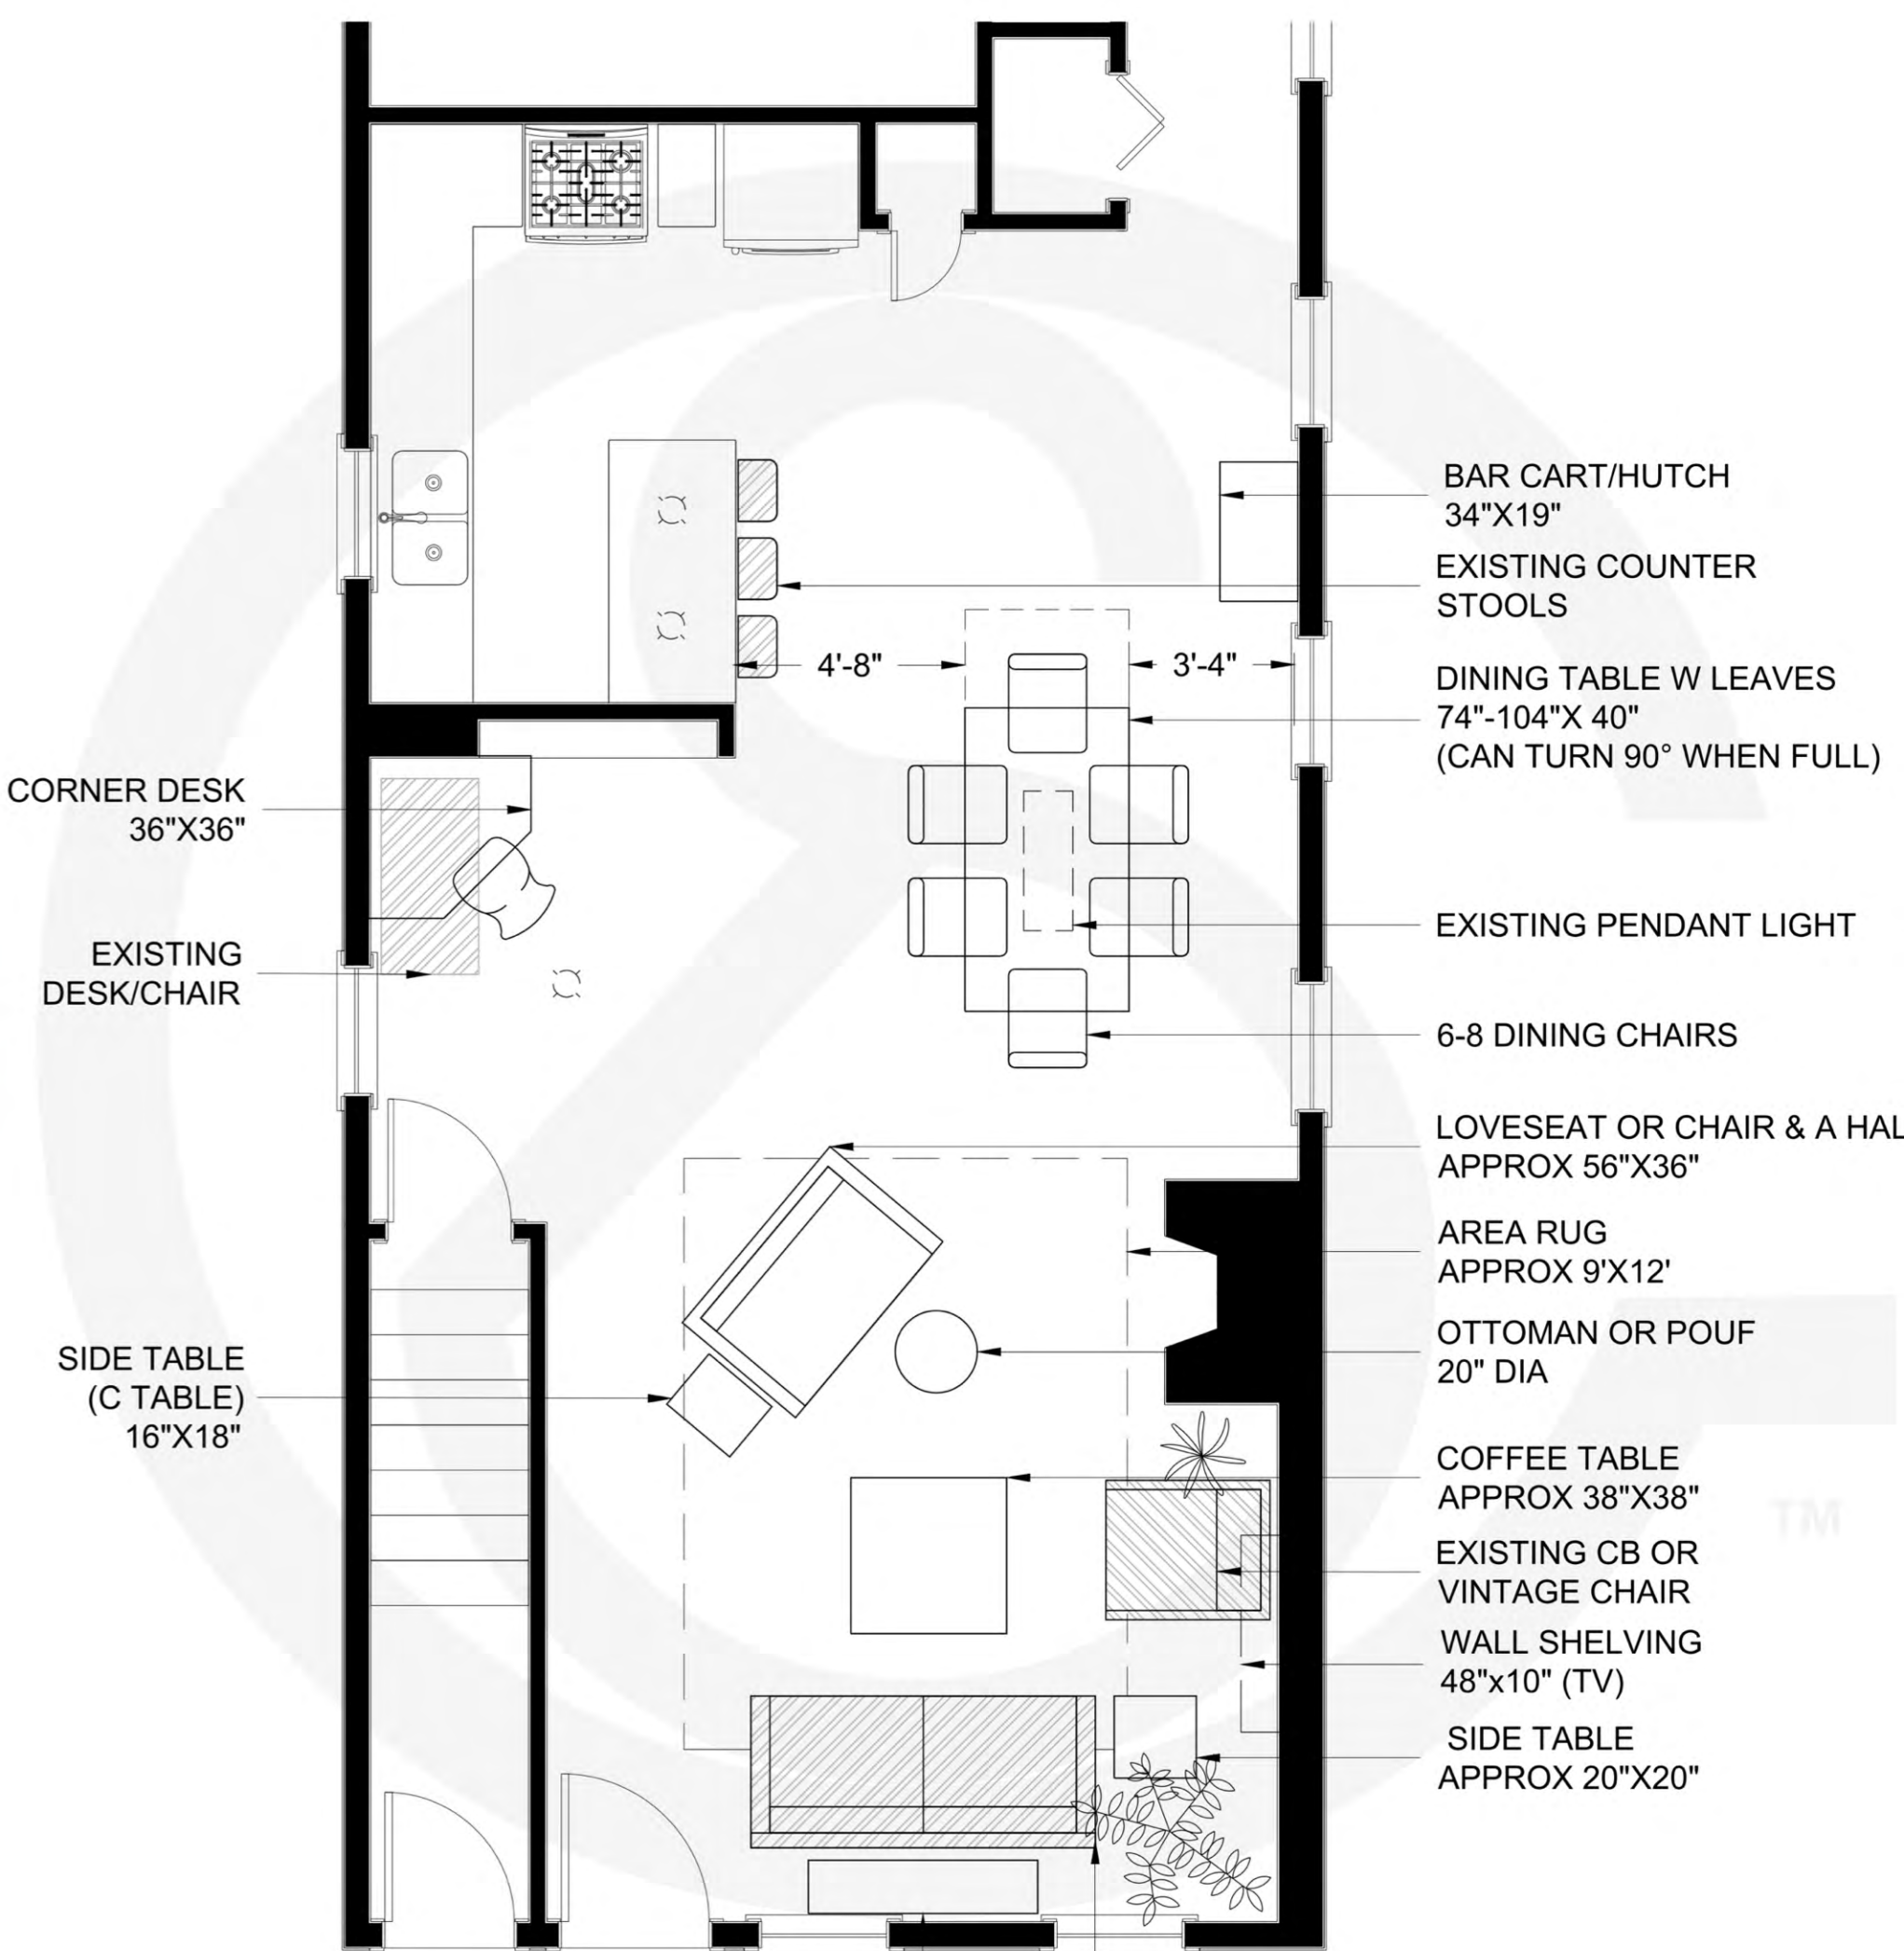 BAR CART/HUTCH
34"X19"
EXISTING COUNTER
STOOLS
4'-8"
3'-4"
DINING TABLE W LEAVES
74"-104"X 40"
(CAN TURN 90° WHEN FULL)
CORNER DESK
36"X36"
EXISTING PENDANT LIGHT
EXISTING
DESK/CHAIR
6-8 DINING CHAIRS
LOVESEAT OR CHAIR & A HAL
APPROX 56"X36"
AREA RUG
APPROX 9'X12'
OTTOMAN OR POUF
20" DIA
SIDE TABLE
(C TABLE)
16"X18"
COFFEE TABLE
APPROX 38"X38"
TM
EXISTING CB OR
VINTAGE CHAIR
WALL SHELVING
48"x10" (TV)
SIDE TABLE
APPROX 20"X20"